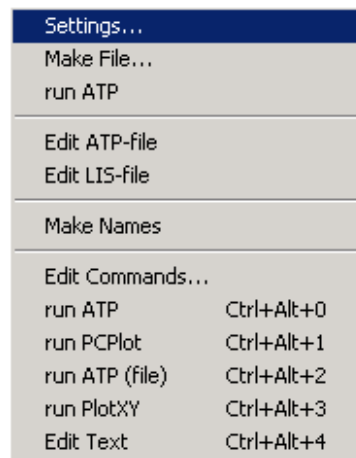 Settings...
Make File...
run ATP
Edit ATP-file
Edit LIS-file
Make Names
Edit Commands...
run ATP Ctrl+Alt+0
run PCPlot Ctrl+Alt+1
run ATP (file) Ctrl+Alt+2
run PlotXY Ctrl+Alt+3
Edit Text Ctrl+Alt+4